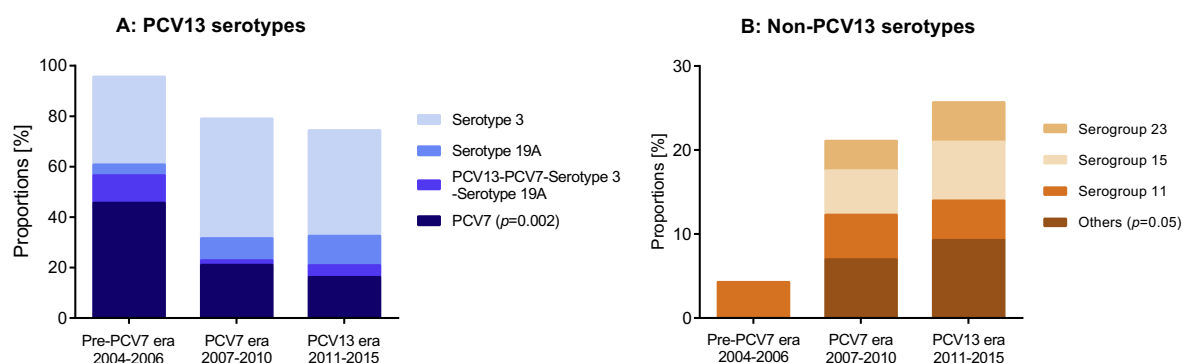 A: PCV13 serotypes
Proportions [%]
100
80
60
40
20
0
Pre-PCV7 era
2004-2006
PCV7 era
2007-2010
PCV13 era
2011-2015
Serotype 3
Serotype 19A
PCV13-PCV7-Serotype 3
-Serotype 19A
PCV7 (p=0.002)
B: Non-PCV13 serotypes
Proportions [%]
30
20
10
0
Pre-PCV7 era
2004-2006
PCV7 era
2007-2010
PCV13 era
2011-2015
Serogroup 23
Serogroup 15
Serogroup 11
Others (p=0.05)